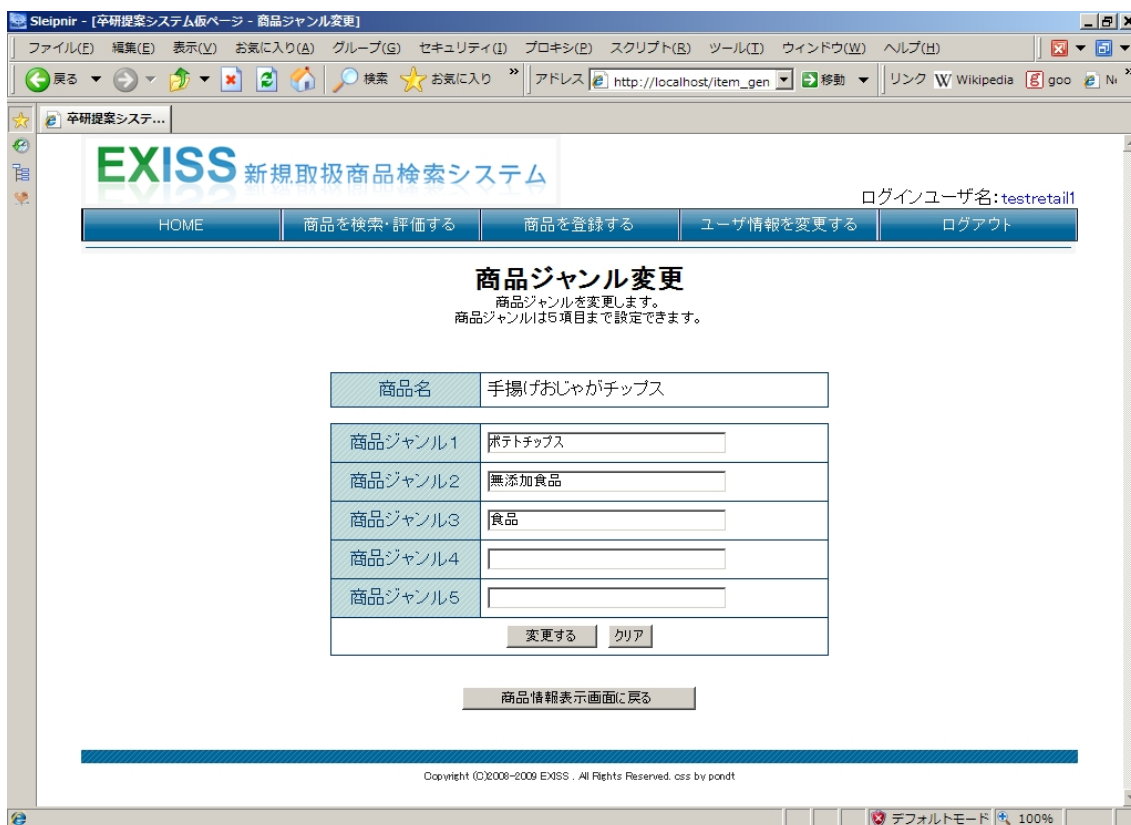 Sleipnir - [卒研提案システム仮ページ - 商品ジャンル変更]
ファイル(F) 編集(E) 表示(V) お気に入り(A) グループ(G) セキュリティ(I) プロキシ(P) スクリプト(R) ツール(T) ウィンドウ(W) ヘルプ(H)
戻る 検索 お気に入り » アドレス http://localhost/item_gen 移動 リンク Wikipedia goo »
卒研提案システ...
EXISS 新規取扱商品検索システム
ログインユーザ名:testretail1
HOME 商品を検索・評価する 商品を登録する ユーザ情報を変更する ログアウト
商品ジャンル変更
商品ジャンルを変更します。
商品ジャンルは5項目まで設定できます。
商品名 手揚げおじゃがチップス
商品ジャンル1 ポテトチップス
商品ジャンル2 無添加食品
商品ジャンル3 食品
商品ジャンル4
商品ジャンル5
変更する クリア
商品情報表示画面に戻る
Copyright (C)2008-2009 EXISS . All Rights Reserved. css by pondt
デフォルトモード 100%